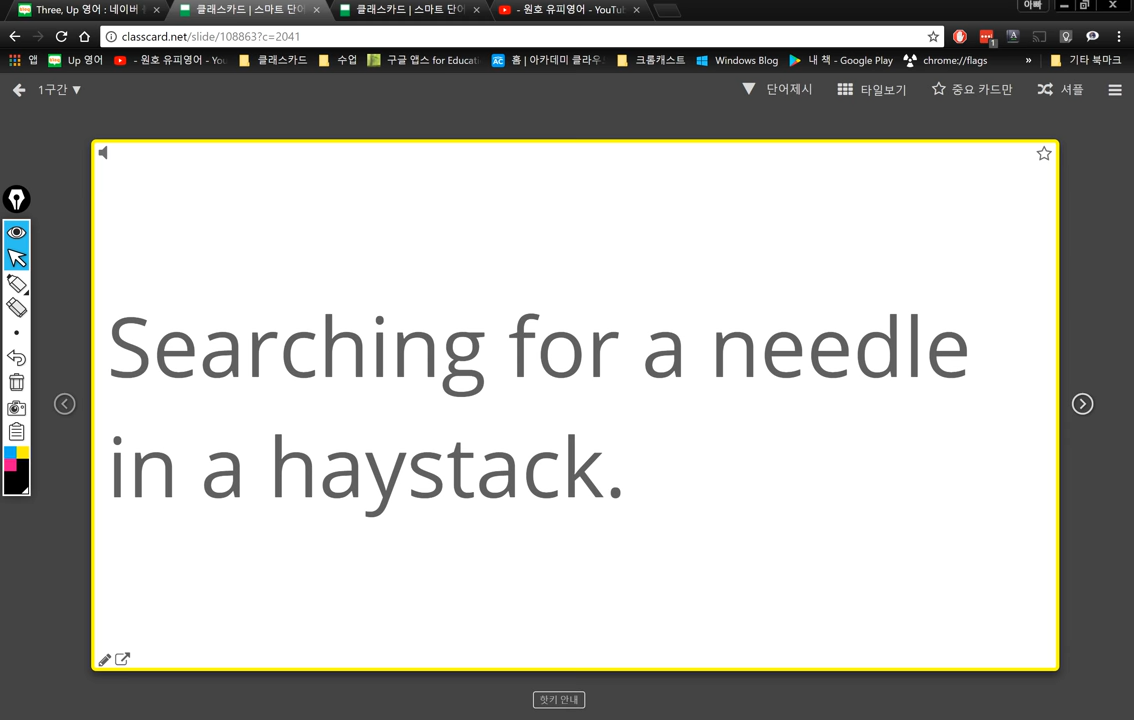 Three, Up 영어 : 네이버
클래스카드 | 스마트 단어
클래스카드 | 스마트 단어
- 원호 유피영어 - YouTu
아빠
classcard.net/slide/108863?c=2041
앱
Up 영어
- 원호 유피영어 - You
클래스카드
수업
구글 앱스 for Educati
홈 | 아카데미 클라우
크롬캐스트
Windows Blog
내 책 - Google Play
chrome://flags
»
기타 북마크
1구간 ▼
단어제시
타일보기
중요 카드만
셔플
Searching for a needle
in a haystack.
핫키 안내